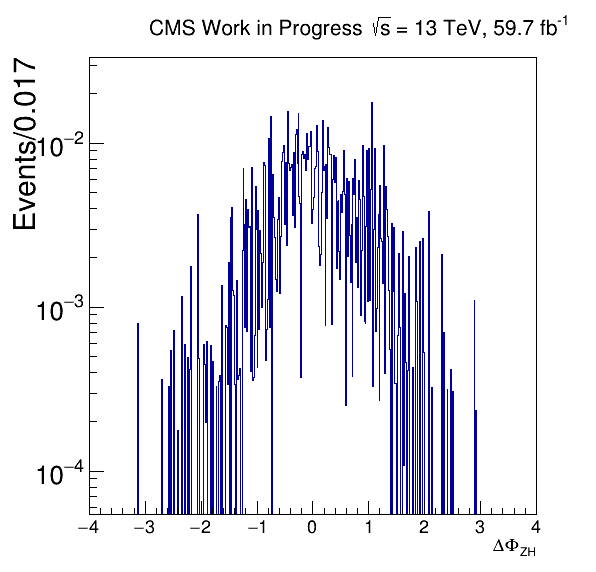 CMS Work in Progress √s = 13 TeV, 59.7 fb⁻¹
Events/0.017
10⁻²
10⁻³
10⁻⁴
−4 −3 −2 −1 0 1 2 3 4
ΔΦ_ZH